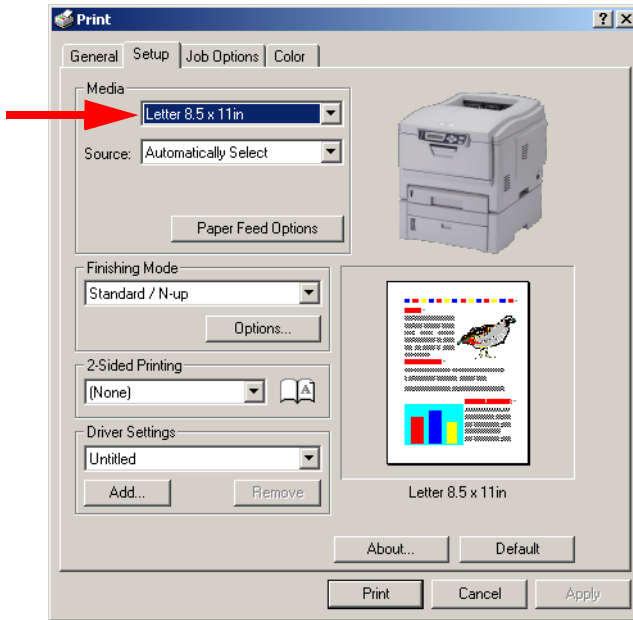 Print
General Setup Job Options Color
Media
Letter 8.5 x 11in
Source: Automatically Select
Paper Feed Options
Finishing Mode
Standard / N-up
Options...
2-Sided Printing
(None)
A
Driver Settings
Untitled
Add... Remove
Letter 8.5 x 11in
About... Default
Print Cancel Apply